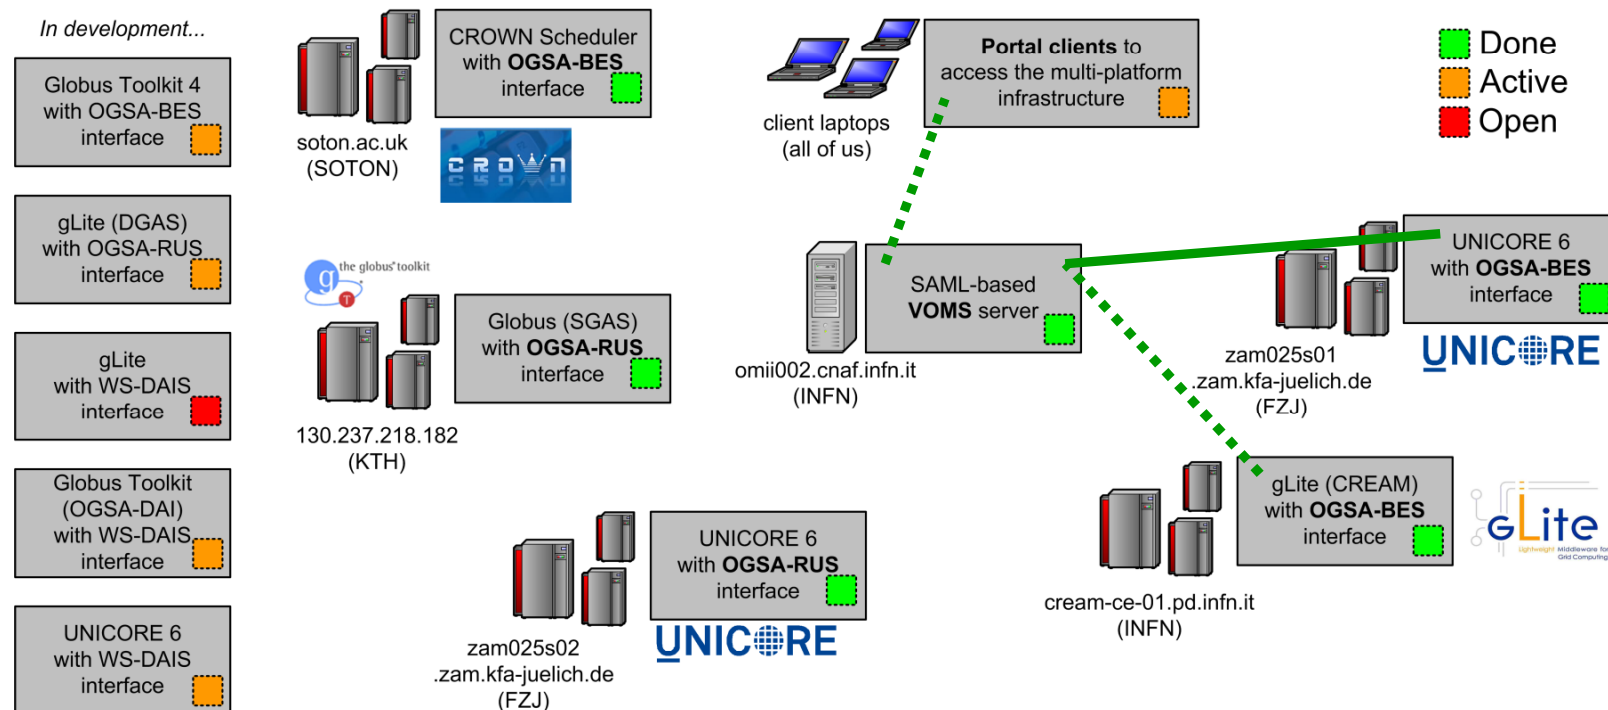 In development...
Globus Toolkit 4
with OGSA-BES
interface
gLite (DGAS)
with OGSA-RUS
interface
gLite
with WS-DAIS
interface
Globus Toolkit
(OGSA-DAI)
with WS-DAIS
interface
UNICORE 6
with WS-DAIS
interface
CROWN Scheduler
with OGSA-BES
interface
soton.ac.uk
(SOTON)
CROWN
the globus toolkit
g
T
Globus (SGAS)
with OGSA-RUS
interface
130.237.218.182
(KTH)
UNICORE 6
with OGSA-RUS
interface
zam025s02
.zam.kfa-juelich.de
(FZJ)
UNICORE
client laptops
(all of us)
Portal clients to
access the multi-platform
infrastructure
Done
Active
Open
SAML-based
VOMS server
omii002.cnaf.infn.it
(INFN)
UNICORE 6
with OGSA-BES
interface
zam025s01
.zam.kfa-juelich.de
(FZJ)
UNICORE
gLite (CREAM)
with OGSA-BES
interface
cream-ce-01.pd.infn.it
(INFN)
gLite
Lightweight Middleware for
Grid Computing